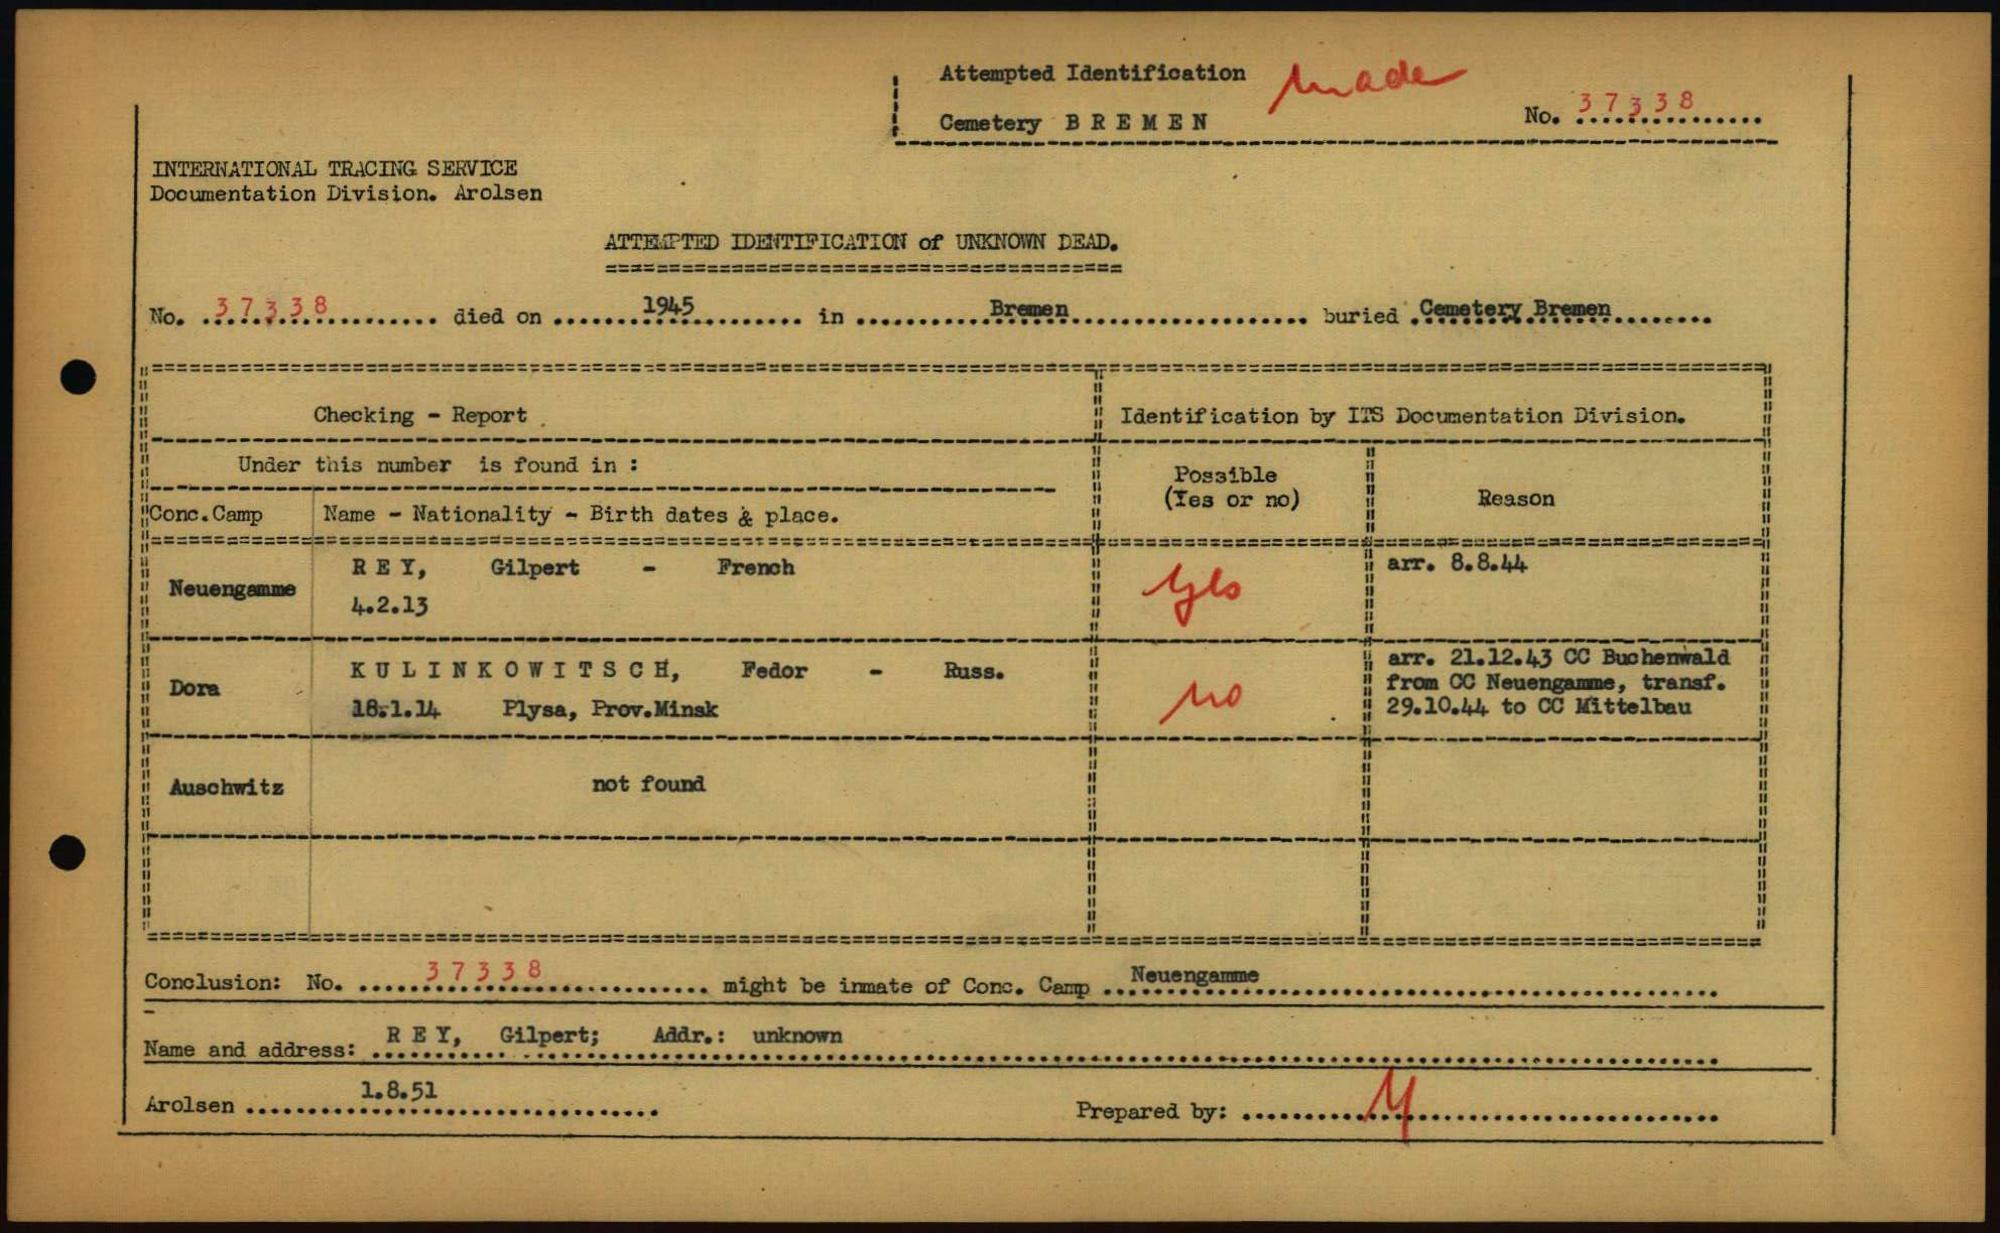 Attempted Identification made
Cemetery B R E M E N No. 37338
INTERNATIONAL TRACING SERVICE
Documentation Division. Arolsen
ATTEMPTED IDENTIFICATION of UNKNOWN DEAD.
No. 37338 died on 1945 in Bremen buried Cemetery Bremen
Checking - Report
Identification by ITS Documentation Division.
Under this number is found in :
Possible
(Yes or no)
Reason
Conc.Camp Name - Nationality - Birth dates & place.
Neuengamme
R E Y, Gilpert - French
4.2.13
Yes
arr. 8.8.44
Dora
K U L I N K O W I T S C H, Fedor - Russ.
18.1.14 Plysa, Prov.Minsk
no
arr. 21.12.43 CC Buchenwald
from CC Neuengamme, transf.
29.10.44 to CC Mittelbau
Auschwitz not found
Conclusion: No. 37338 might be inmate of Conc. Camp Neuengamme
Name and address: R E Y, Gilpert; Addr.: unknown
Arolsen 1.8.51
Prepared by: